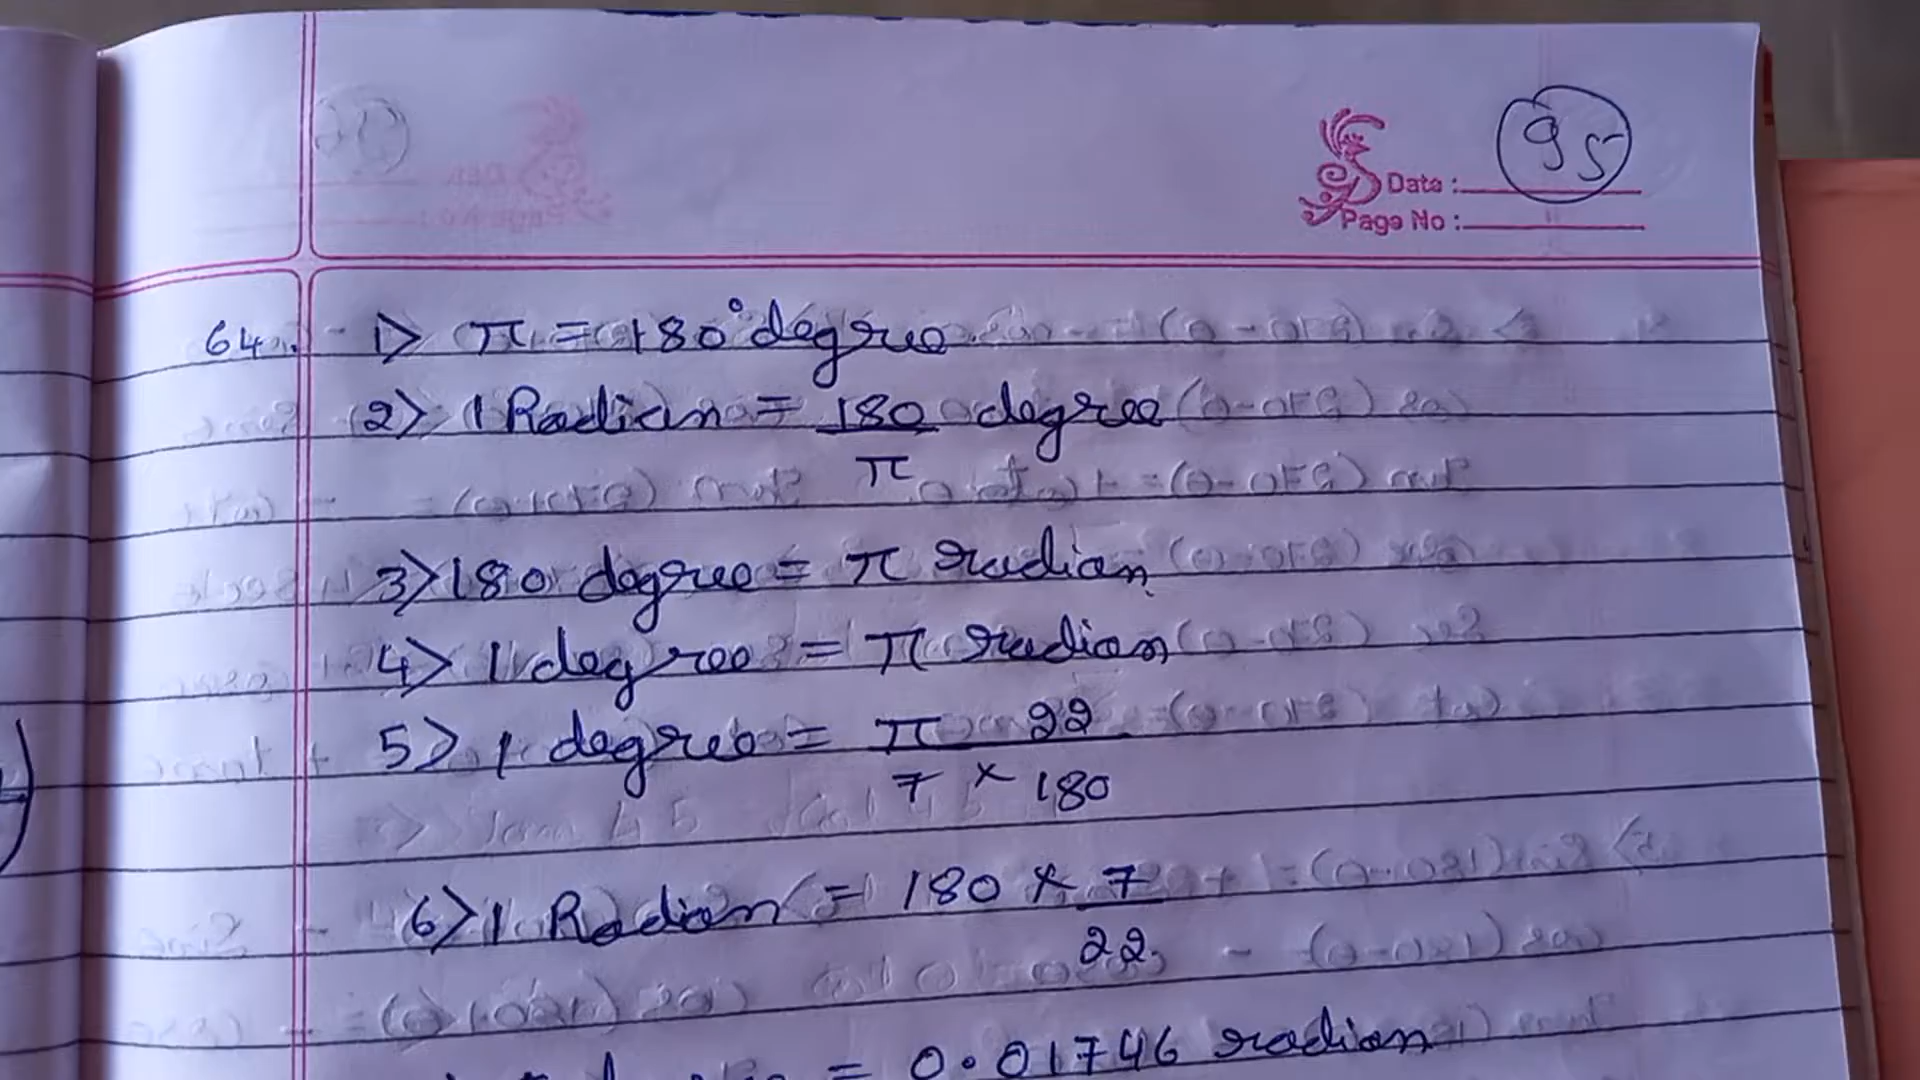 95
Date :
Page No :
64. 1> π = 180° degree
2> 1 Radian = 180/π degree
3> 180 degree = π radian
4> 1 degree = π radian
5> 1 degree = π 22 / 7 × 180
6> 1 Radian = 180 × 7/22
= 0.01746 radian